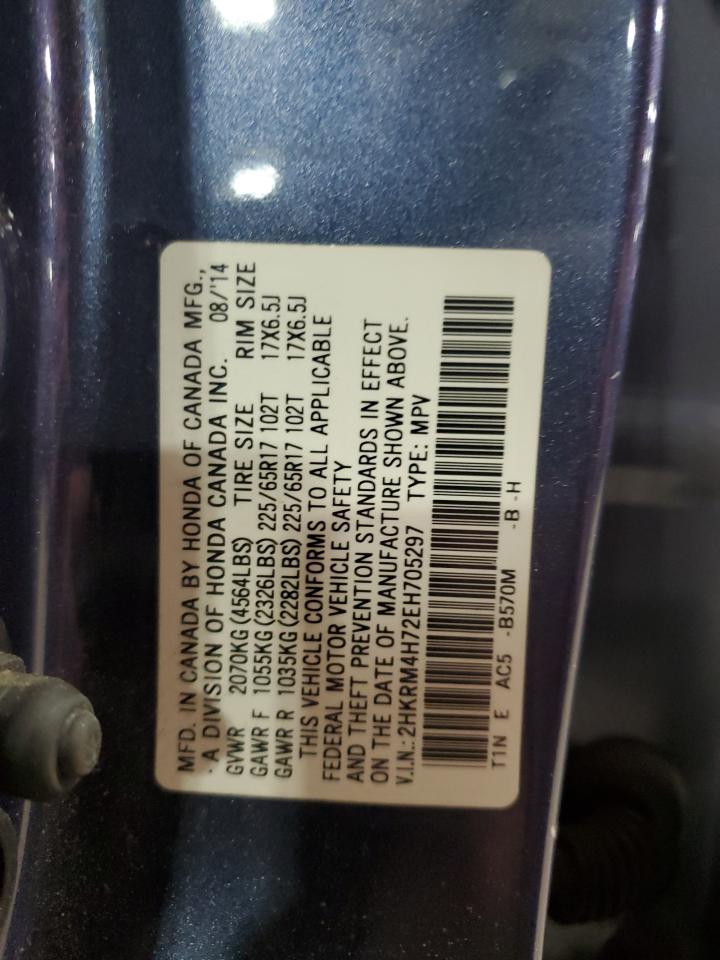 MFD. IN CANADA BY HONDA OF CANADA MFG.,
A DIVISION OF HONDA CANADA INC. 08/'14
GVWR 2070KG (4564LBS) TIRE SIZE RIM SIZE
GAWR F 1055KG (2326LBS) 225/65R17 102T 17X6.5J
GAWR R 1035KG (2282LBS) 225/65R17 102T 17X6.5J
THIS VEHICLE CONFORMS TO ALL APPLICABLE
FEDERAL MOTOR VEHICLE SAFETY
AND THEFT PREVENTION STANDARDS IN EFFECT
ON THE DATE OF MANUFACTURE SHOWN ABOVE.
V.I.N.: 2HKRM4H72EH705297 TYPE: MPV
T1N E AC5 -B570M -B -H